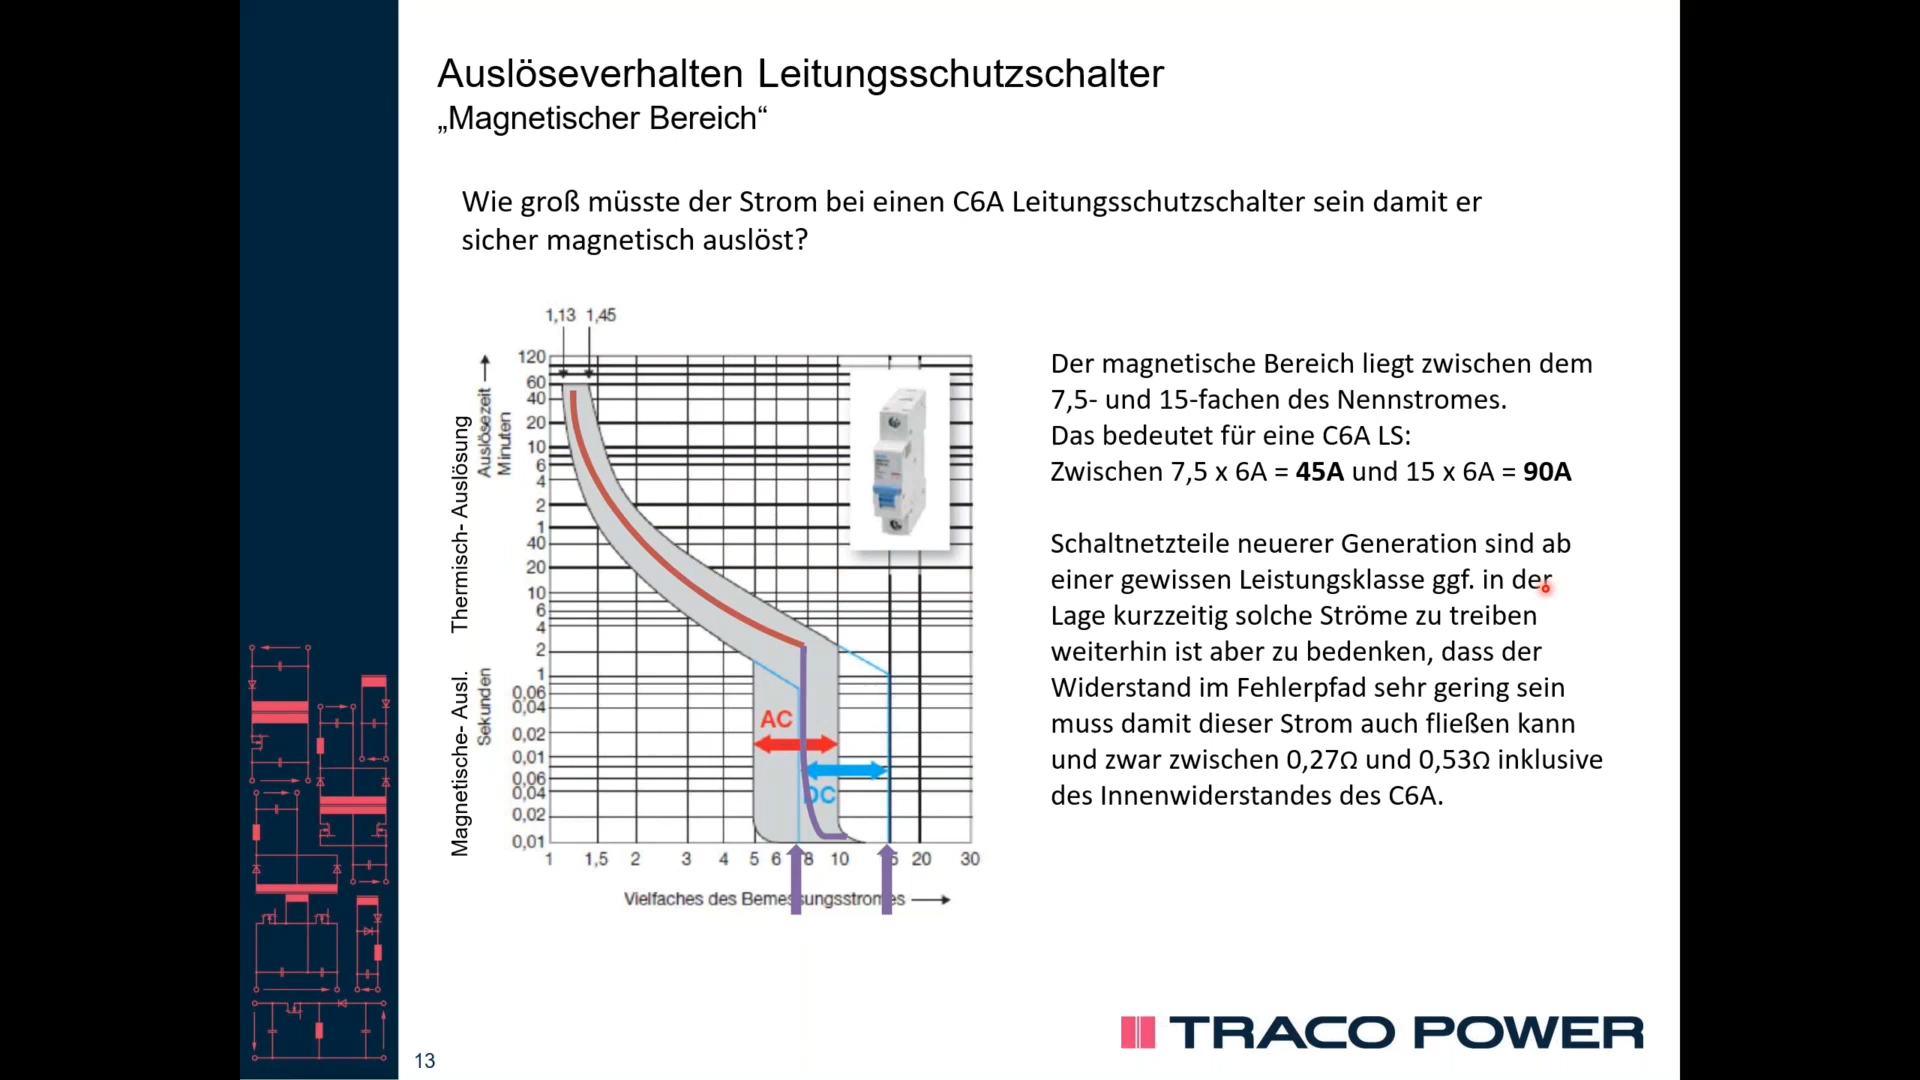 Auslöseverhalten Leitungsschutzschalter
„Magnetischer Bereich“
Wie groß müsste der Strom bei einen C6A Leitungsschutzschalter sein damit er
sicher magnetisch auslöst?
1,13 1,45
Thermisch- Auslösung
Magnetische- Ausl.
Auslösezeit
Minuten
Sekunden
120
60
40
20
10
6
4
2
1
40
20
10
6
4
2
1
0,06
0,04
0,02
0,01
0,06
0,04
0,02
0,01
AC
DC
1 1,5 2 3 4 5 6 8 10 20 30
Vielfaches des Bemessungsstromes
Der magnetische Bereich liegt zwischen dem
7,5- und 15-fachen des Nennstromes.
Das bedeutet für eine C6A LS:
Zwischen 7,5 x 6A = 45A und 15 x 6A = 90A
Schaltnetzteile neuerer Generation sind ab
einer gewissen Leistungsklasse ggf. in der
Lage kurzzeitig solche Ströme zu treiben
weiterhin ist aber zu bedenken, dass der
Widerstand im Fehlerpfad sehr gering sein
muss damit dieser Strom auch fließen kann
und zwar zwischen 0,27Ω und 0,53Ω inklusive
des Innenwiderstandes des C6A.
TRACO POWER
13